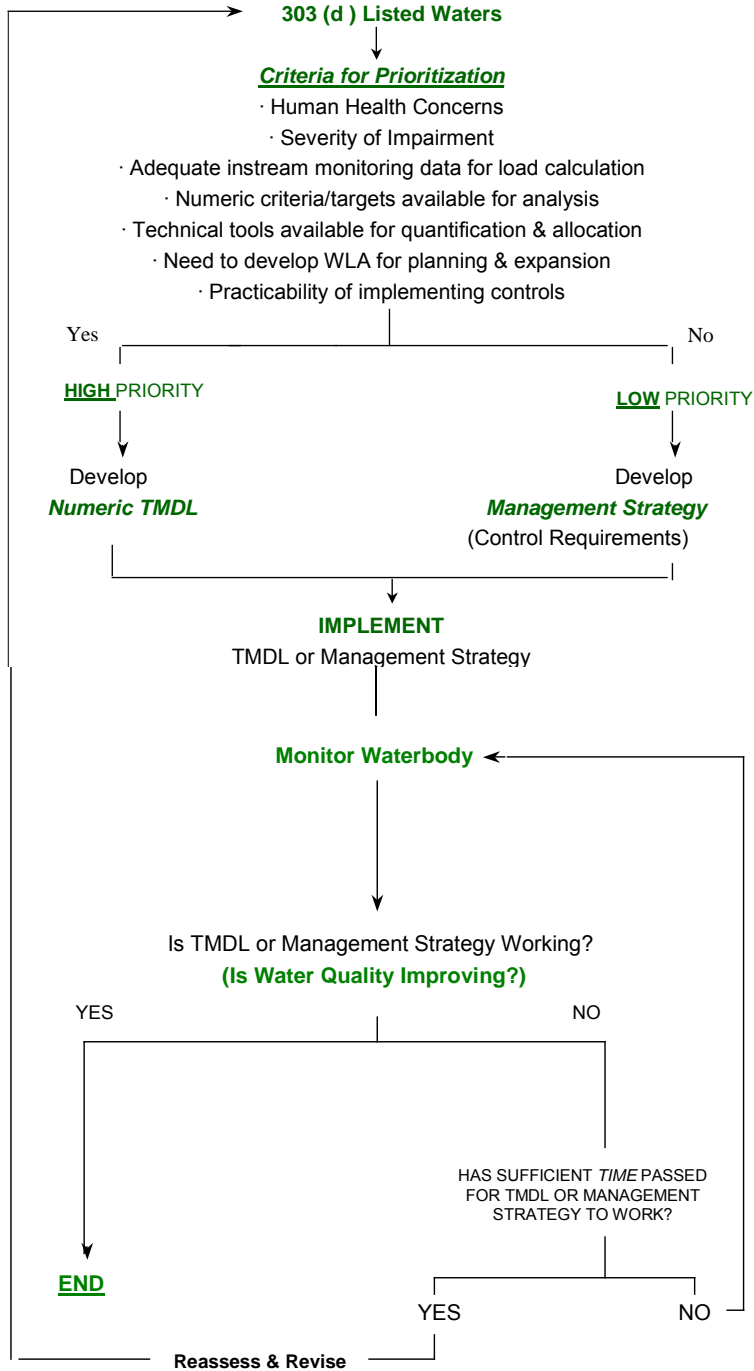 303 (d ) Listed Waters
Criteria for Prioritization
· Human Health Concerns
· Severity of Impairment
· Adequate instream monitoring data for load calculation
· Numeric criteria/targets available for analysis
· Technical tools available for quantification & allocation
· Need to develop WLA for planning & expansion
· Practicability of implementing controls
Yes
No
HIGH PRIORITY
LOW PRIORITY
Develop
Numeric TMDL
Develop
Management Strategy
(Control Requirements)
IMPLEMENT
TMDL or Management Strategy
Monitor Waterbody
Is TMDL or Management Strategy Working?
(Is Water Quality Improving?)
YES
NO
HAS SUFFICIENT TIME PASSED
FOR TMDL OR MANAGEMENT
STRATEGY TO WORK?
END
YES
NO
Reassess & Revise